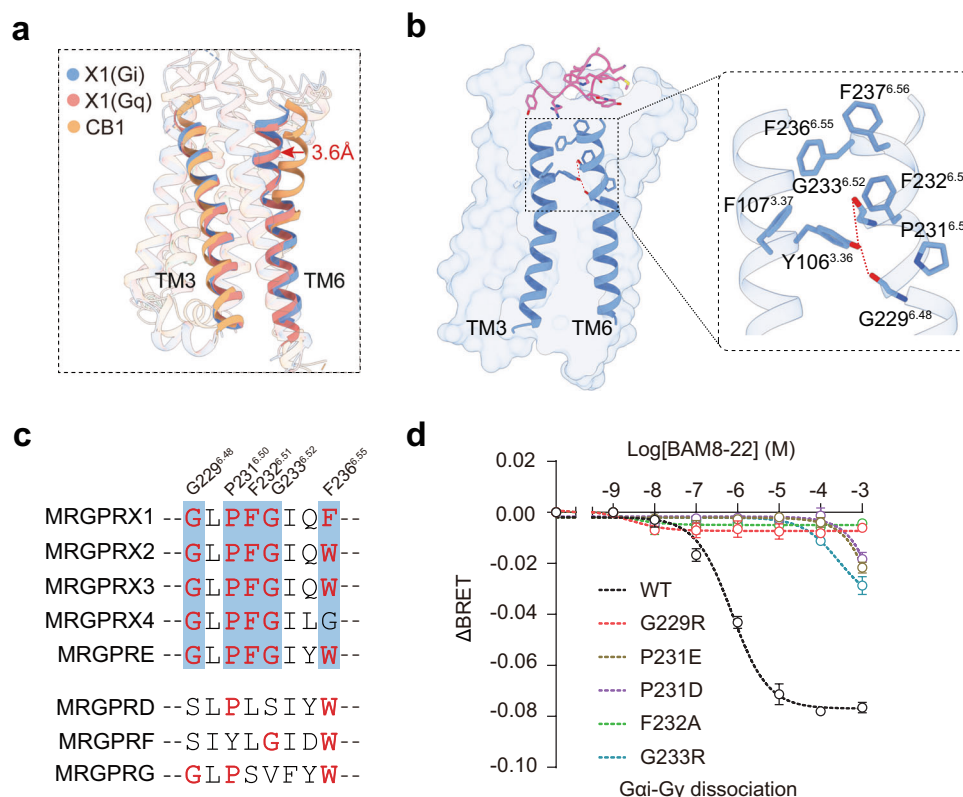 a
X1(Gi)
X1(Gq)
CB1
3.6Å
TM3
TM6
b
TM3
TM6
F237^6.56
F236^6.55
G233^6.52
F232^6.5
F107^3.37
P231^6.5
Y106^3.36
G229^6.48
c
G229^6.48
P231^6.50
F232^6.51
G233^6.52
F236^6.55
MRGPRX1 --GLPFGIQF--
MRGPRX2 --GLPFGIQW--
MRGPRX3 --GLPFGIQW--
MRGPRX4 --GLPFGILG--
MRGPRE --GLPFGIYW--
MRGPRD --SLPLSIYW--
MRGPRF --SIYLGIDW--
MRGPRG --GLPSVFYW--
d
Log[BAM8-22] (M)
-9 -8 -7 -6 -5 -4 -3
0.02
0.00
-0.02
-0.04
-0.06
-0.08
-0.10
ΔBRET
WT
G229R
P231E
P231D
F232A
G233R
Gαi-Gγ dissociation